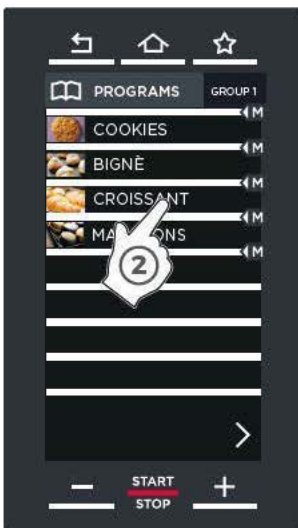 PROGRAMS GROUP 1
M
COOKIES
M
BIGNÈ
M
CROISSANT
M
2
M
START
STOP